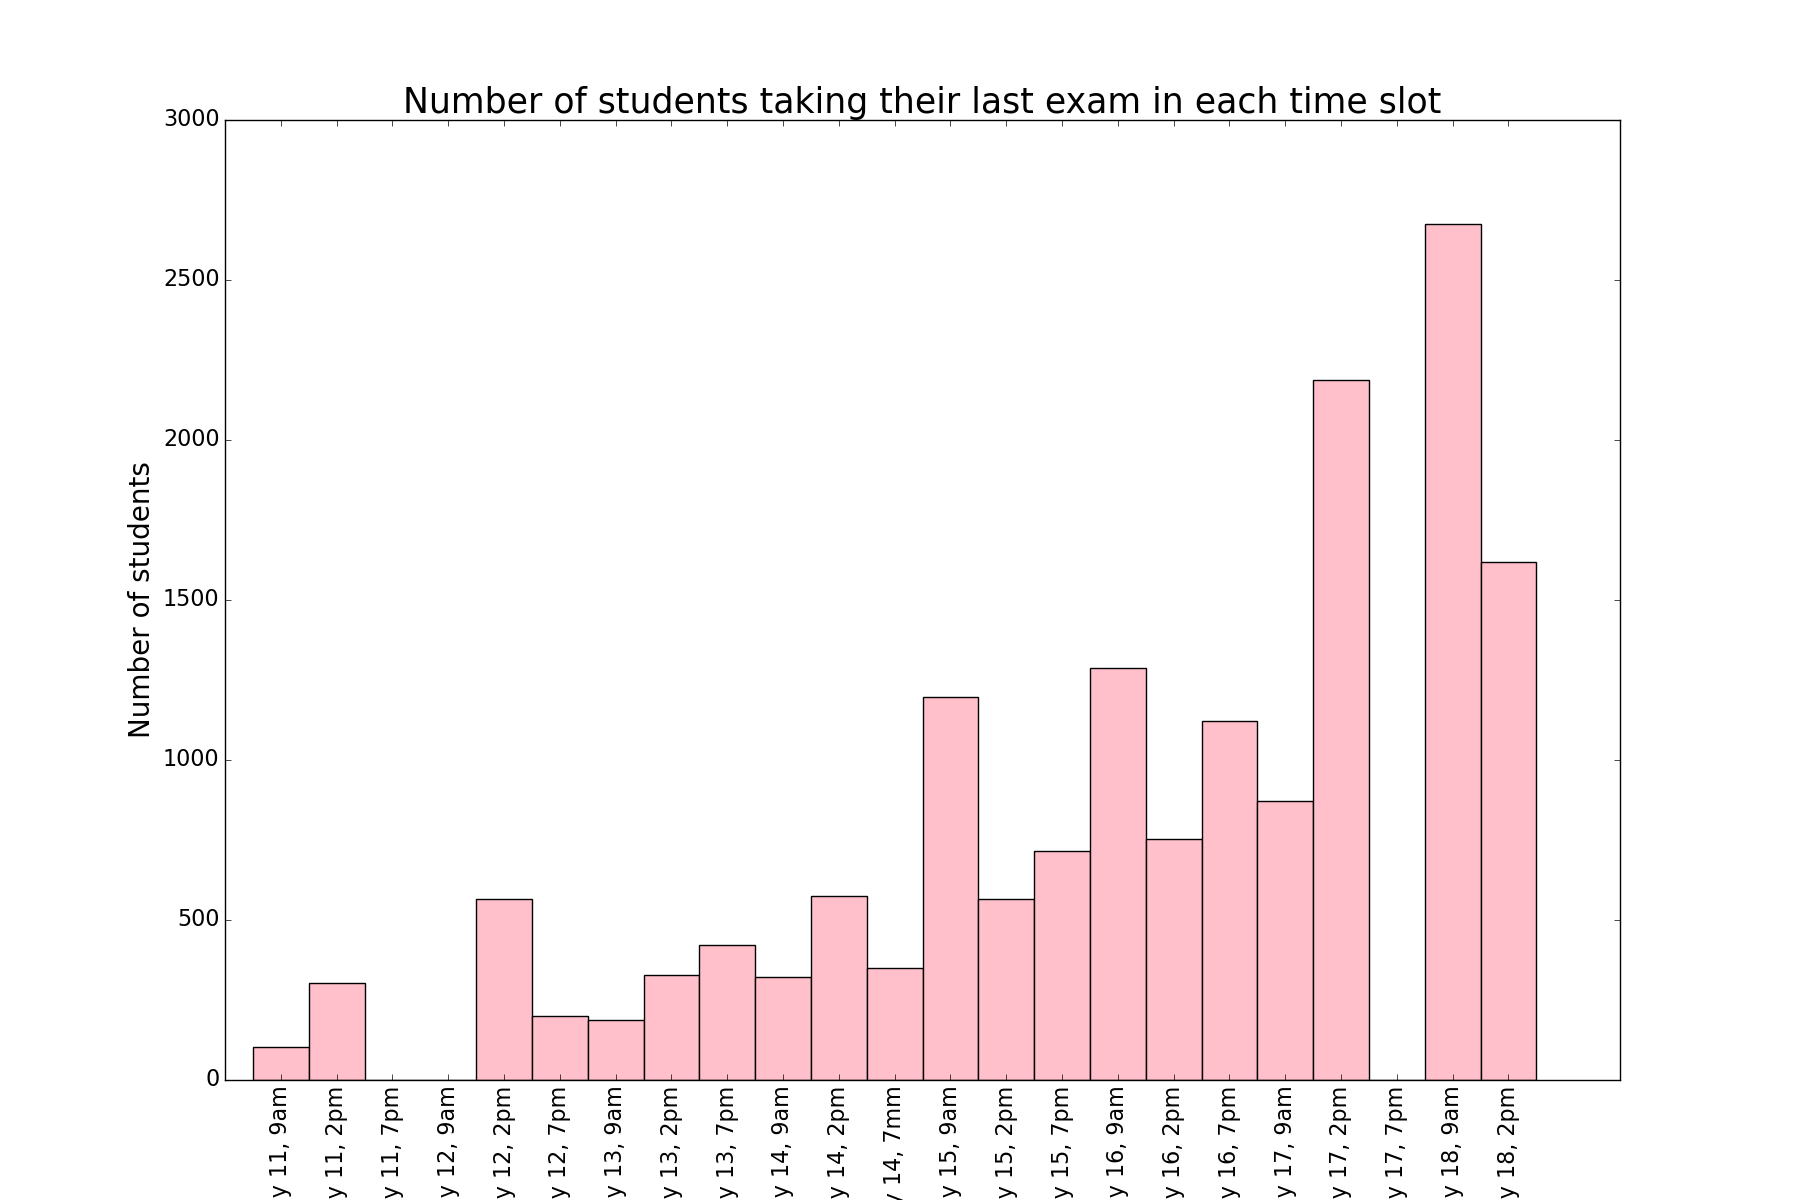 Number of students taking their last exam in each time slot
Number of students
3000
2500
2000
1500
1000
500
0
y 11, 9am
y 11, 2pm
y 11, 7pm
y 12, 9am
y 12, 2pm
y 12, 7pm
y 13, 9am
y 13, 2pm
y 13, 7pm
y 14, 9am
y 14, 2pm
y 14, 7mm
y 15, 9am
y 15, 2pm
y 15, 7pm
y 16, 9am
y 16, 2pm
y 16, 7pm
y 17, 9am
y 17, 2pm
y 17, 7pm
y 18, 9am
y 18, 2pm